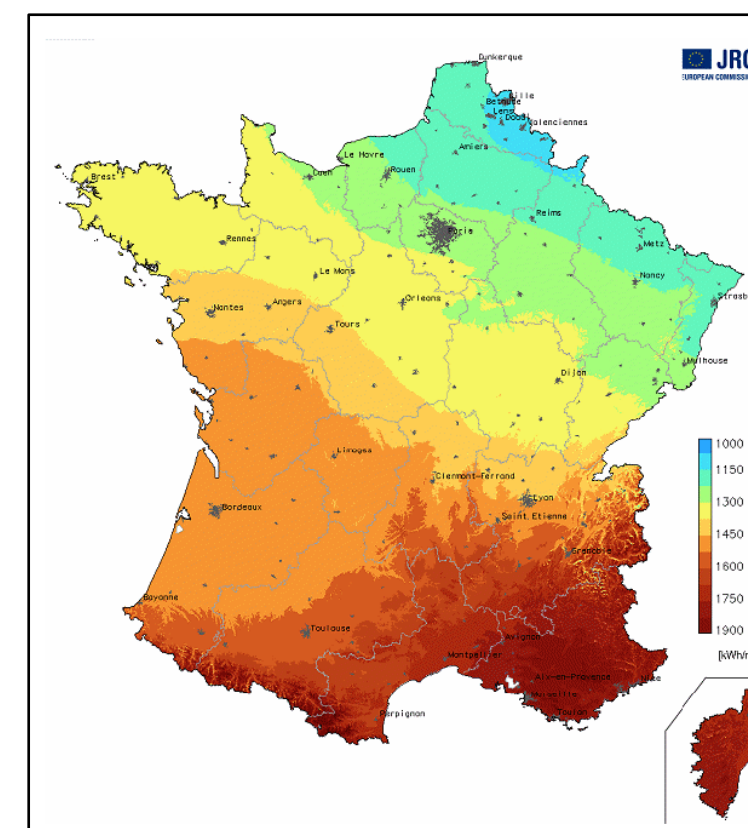 Dunkerque
JRC
EUROPEAN COMMISSION
Lille
Bethune
Lens
Douai
Valenciennes
Amiens
Le Havre
Rouen
Caen
Brest
Reims
Paris
Metz
Rennes
Nancy
Le Mans
Strasb
Orleans
Nantes
Angers
Tours
Mulhouse
Dijon
1000
1150
1300
1450
1600
1750
1900
[kWh/m
Limoges
Clermont-Ferrand
Lyon
Bordeaux
Saint Etienne
Grenoble
Bayonne
Toulouse
Avignon
Montpellier
Aix-en-Provence
Nice
Marseille
Toulon
Perpignan